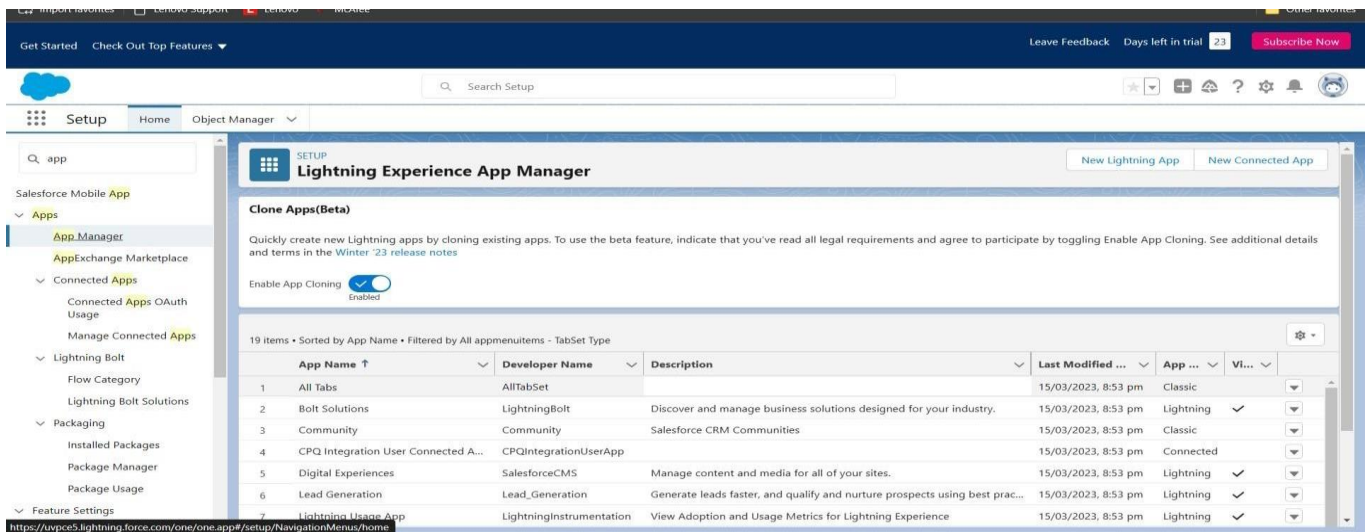 Import favorites Lenovo Support Lenovo McAfee Other favorites
Get Started Check Out Top Features Leave Feedback Days left in trial 23 Subscribe Now
Search Setup
Setup Home Object Manager
app
Salesforce Mobile App
Apps
App Manager
AppExchange Marketplace
Connected Apps
Connected Apps OAuth
Usage
Manage Connected Apps
Lightning Bolt
Flow Category
Lightning Bolt Solutions
Packaging
Installed Packages
Package Manager
Package Usage
Feature Settings
SETUP
Lightning Experience App Manager
New Lightning App New Connected App
Clone Apps(Beta)
Quickly create new Lightning apps by cloning existing apps. To use the beta feature, indicate that you've read all legal requirements and agree to participate by toggling Enable App Cloning. See additional details
and terms in the Winter '23 release notes
Enable App Cloning
Enabled
19 items • Sorted by App Name • Filtered by All appmenuitems - TabSet Type
App Name Developer Name Description Last Modified ... App ... Vi...
1 All Tabs AllTabSet 15/03/2023, 8:53 pm Classic
2 Bolt Solutions LightningBolt Discover and manage business solutions designed for your industry. 15/03/2023, 8:53 pm Lightning
3 Community Community Salesforce CRM Communities 15/03/2023, 8:53 pm Classic
4 CPQ Integration User Connected A... CPQIntegrationUserApp 15/03/2023, 8:53 pm Connected
5 Digital Experiences SalesforceCMS Manage content and media for all of your sites. 15/03/2023, 8:53 pm Lightning
6 Lead Generation Lead_Generation Generate leads faster, and qualify and nurture prospects using best prac... 15/03/2023, 8:53 pm Lightning
7 Lightning Usage App LightningInstrumentation View Adoption and Usage Metrics for Lightning Experience 15/03/2023, 8:53 pm Lightning
https://uvpce5.lightning.force.com/one/one.app#/setup/NavigationMenus/home